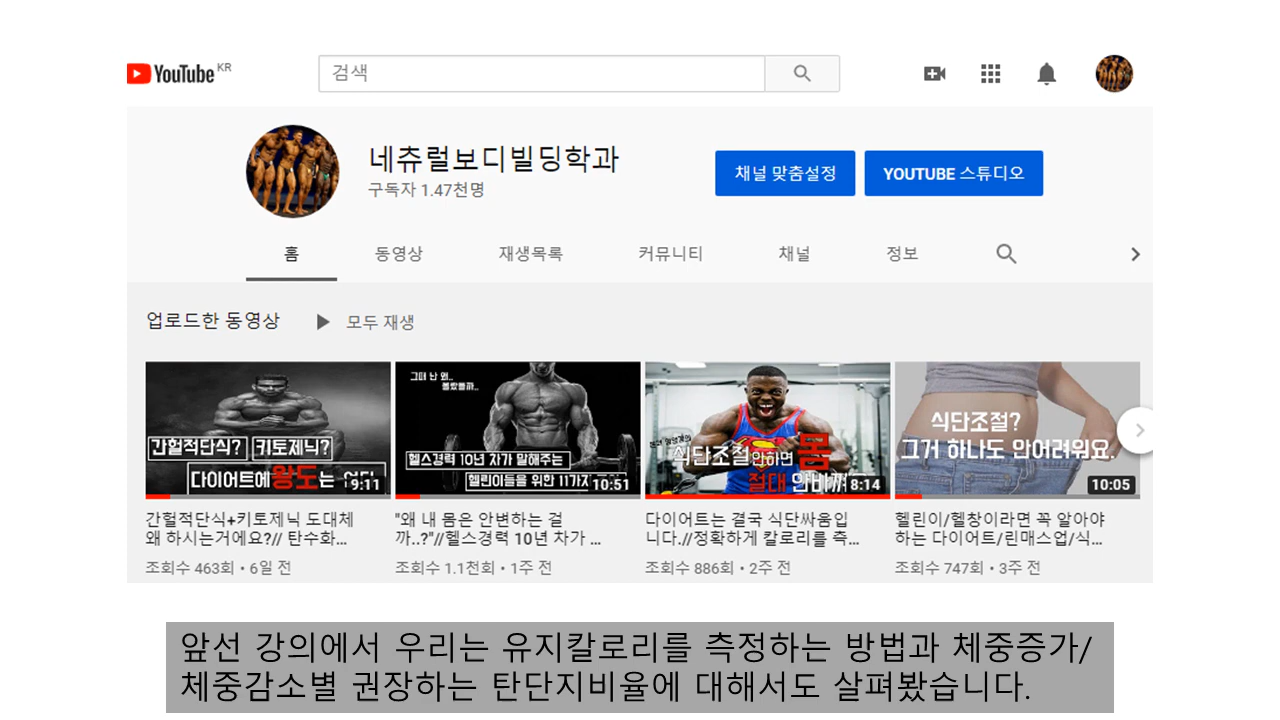 YouTube KR
검색
네츄럴보디빌딩학과
구독자 1.47천명
채널 맞춤설정
YOUTUBE 스튜디오
홈 동영상 재생목록 커뮤니티 채널 정보
업로드한 동영상 모두 재생
간헐적단식? 키토제닉?
다이어트에 왕도는
9:11
그때 난 왜..
몰랐을까..
헬스경력 10년 차가 말해주는
헬린이들을 위한 11가지
10:51
식단조절안하면 몸
절대 안바껴
8:14
식단조절?
그거 하나도 안어려워요.
10:05
간헐적단식+키토제닉 도대체
왜 하시는거에요?// 탄수화...
조회수 463회 • 6일 전
"왜 내 몸은 안변하는 걸
까..?"//헬스경력 10년 차가 ...
조회수 1.1천회 • 1주 전
다이어트는 결국 식단싸움입
니다.//정확하게 칼로리를 측...
조회수 886회 • 2주 전
헬린이/헬창이라면 꼭 알아야
하는 다이어트/린매스업/식...
조회수 747회 • 3주 전
앞선 강의에서 우리는 유지칼로리를 측정하는 방법과 체중증가/
체중감소별 권장하는 탄단지비율에 대해서도 살펴봤습니다.